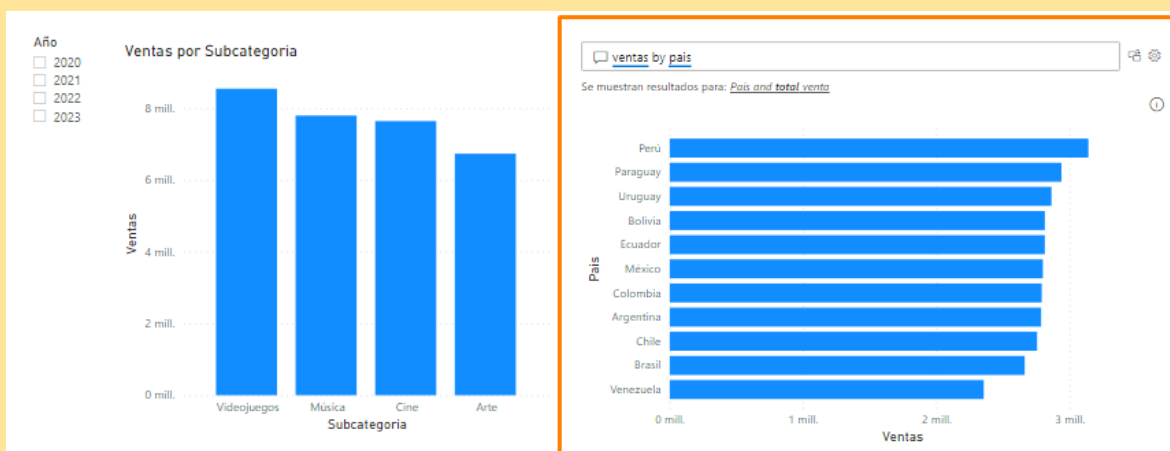 Año
2020
2021
2022
2023
Ventas por Subcategoria
8 mill.
6 mill.
4 mill.
2 mill.
0 mill.
Ventas
Videojuegos Música Cine Arte
Subcategoria
ventas by pais
Se muestran resultados para: Pais and total venta
Perú
Paraguay
Uruguay
Bolivia
Ecuador
México
Colombia
Argentina
Chile
Brasil
Venezuela
Pais
0 mill. 1 mill. 2 mill. 3 mill.
Ventas